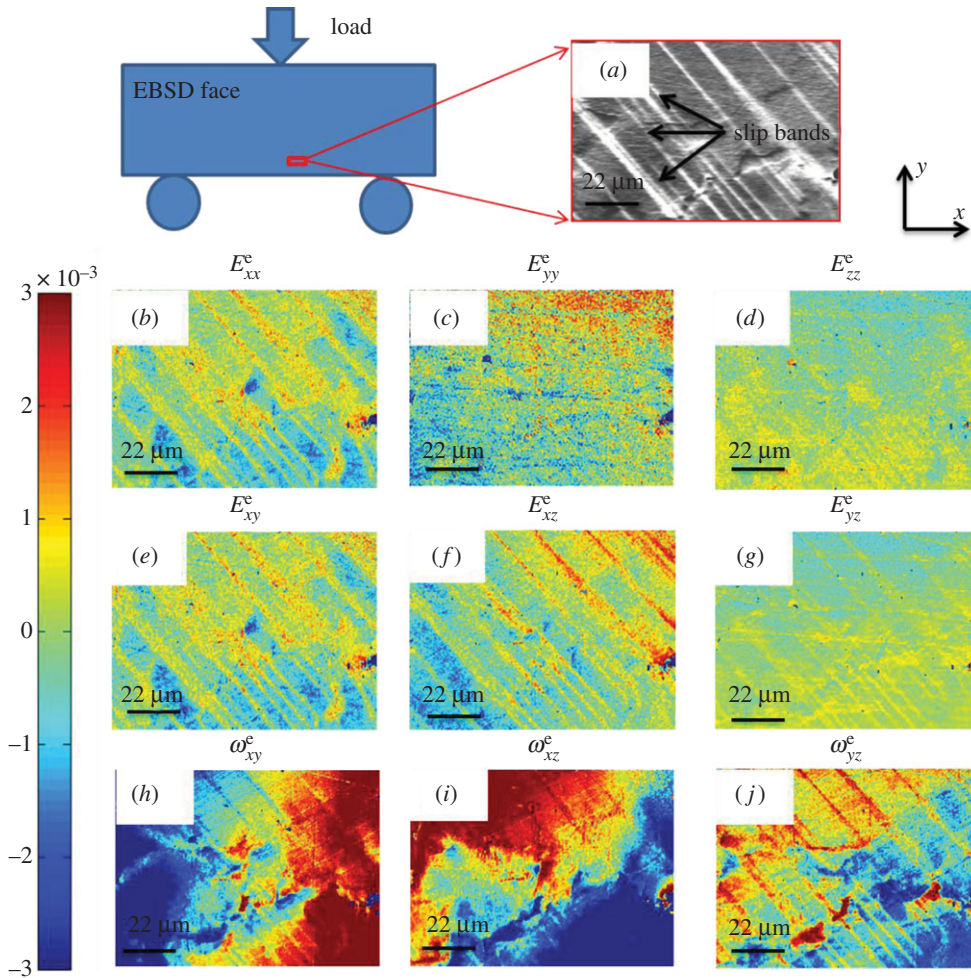 load
EBSD face
(a)
slip bands
22 μm
y
x
× 10⁻³
3
2
1
0
−1
−2
−3
Eᵉxx
Eᵉyy
Eᵉzz
(b)
(c)
(d)
22 μm
22 μm
22 μm
Eᵉxy
Eᵉxz
Eᵉyz
(e)
(f)
(g)
22 μm
22 μm
22 μm
ωᵉxy
ωᵉxz
ωᵉyz
(h)
(i)
(j)
22 μm
22 μm
22 μm